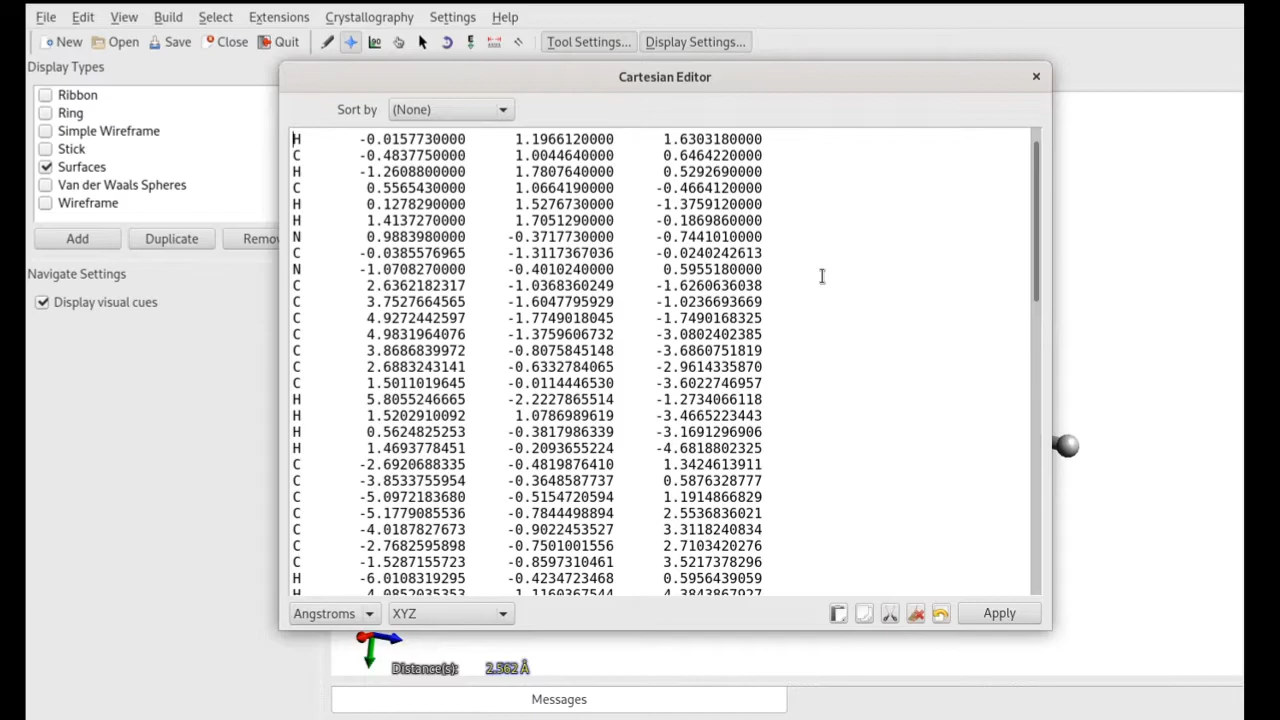 File Edit View Build Select Extensions Crystallography Settings Help
New Open Save Close Quit Tool Settings... Display Settings...
Display Types
Ribbon
Ring
Simple Wireframe
Stick
Surfaces
Van der Waals Spheres
Wireframe
Add Duplicate Remo
Navigate Settings
Display visual cues
Cartesian Editor
Sort by (None)
H -0.0157730000 1.1966120000 1.6303180000
C -0.4837750000 1.0044640000 0.6464220000
H -1.2608800000 1.7807640000 0.5292690000
C 0.5565430000 1.0664190000 -0.4664120000
H 0.1278290000 1.5276730000 -1.3759120000
H 1.4137270000 1.7051290000 -0.1869860000
N 0.9883980000 -0.3717730000 -0.7441010000
C -0.0385576965 -1.3117367036 -0.0240242613
N -1.0708270000 -0.4010240000 0.5955180000
C 2.6362182317 -1.0368360249 -1.6260636038
C 3.7527664565 -1.6047795929 -1.0236693669
C 4.9272442597 -1.7749018045 -1.7490168325
C 4.9831964076 -1.3759606732 -3.0802402385
C 3.8686839972 -0.8075845148 -3.6860751819
C 2.6883243141 -0.6332784065 -2.9614335870
C 1.5011019645 -0.0114446530 -3.6022746957
H 5.8055246665 -2.2227865514 -1.2734066118
H 1.5202910092 1.0786989619 -3.4665223443
H 0.5624825253 -0.3817986339 -3.1691296906
H 1.4693778451 -0.2093655224 -4.6818802325
C -2.6920688335 -0.4819876410 1.3424613911
C -3.8533755954 -0.3648587737 0.5876328777
C -5.0972183680 -0.5154720594 1.1914866829
C -5.1779085536 -0.7844498894 2.5536836021
C -4.0187827673 -0.9022453527 3.3118240834
C -2.7682595898 -0.7501001556 2.7103420276
C -1.5287155723 -0.8597310461 3.5217378296
H -6.0108319295 -0.4234723468 0.5956439059
Angstroms XYZ Apply
Distance(s): 2.562 Å
Messages